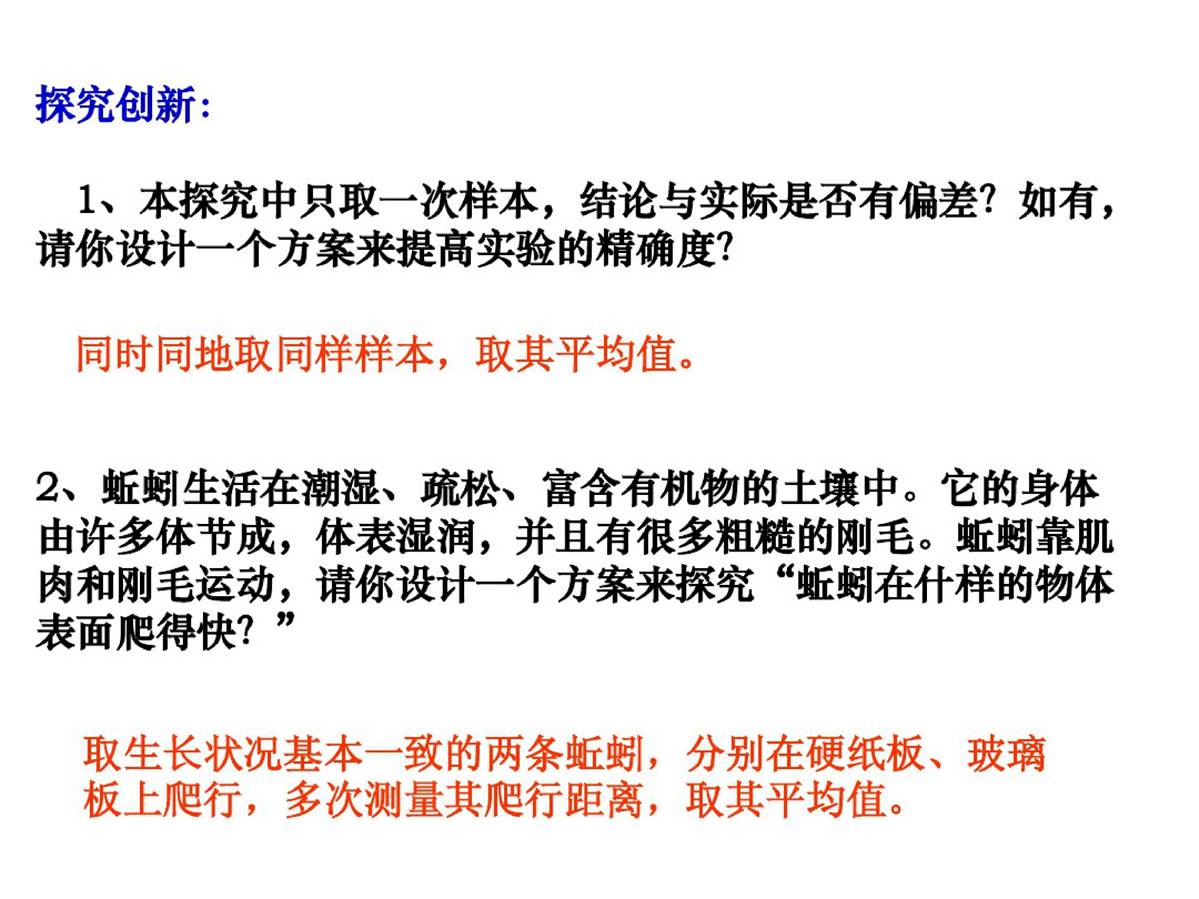 探究创新：
1、本探究中只取一次样本，结论与实际是否有偏差？如有，
请你设计一个方案来提高实验的精确度？
同时同地取同样样本，取其平均值。
2、蚯蚓生活在潮湿、疏松、富含有机物的土壤中。它的身体
由许多体节成，体表湿润，并且有很多粗糙的刚毛。蚯蚓靠肌
肉和刚毛运动，请你设计一个方案来探究“蚯蚓在什样的物体
表面爬得快？”
取生长状况基本一致的两条蚯蚓，分别在硬纸板、玻璃
板上爬行，多次测量其爬行距离，取其平均值。